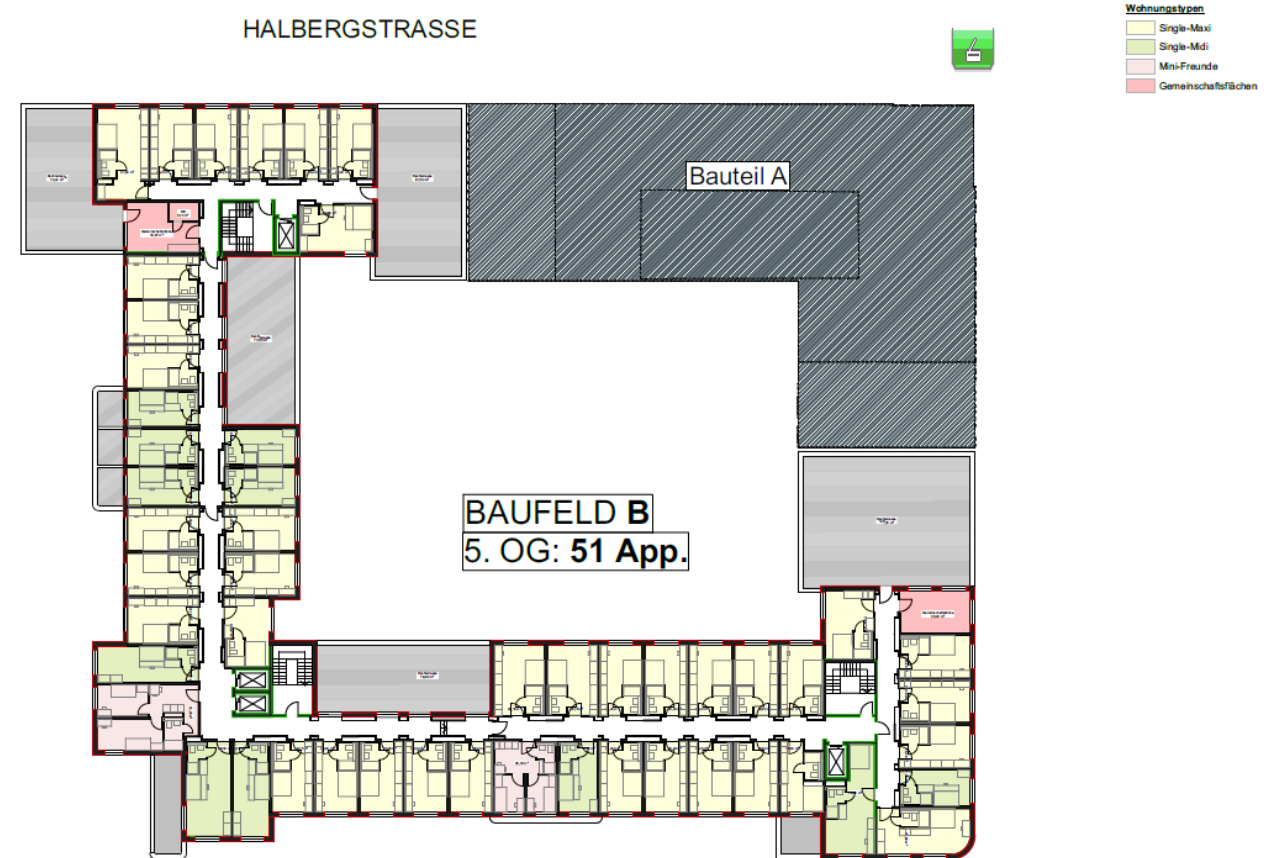 HALBERGSTRASSE
Wohnungstypen
Single-Maxi
Single-Midi
Mini-Freunde
Gemeinschaftsflächen
Bauteil A
BAUFELD B
5. OG: 51 App.